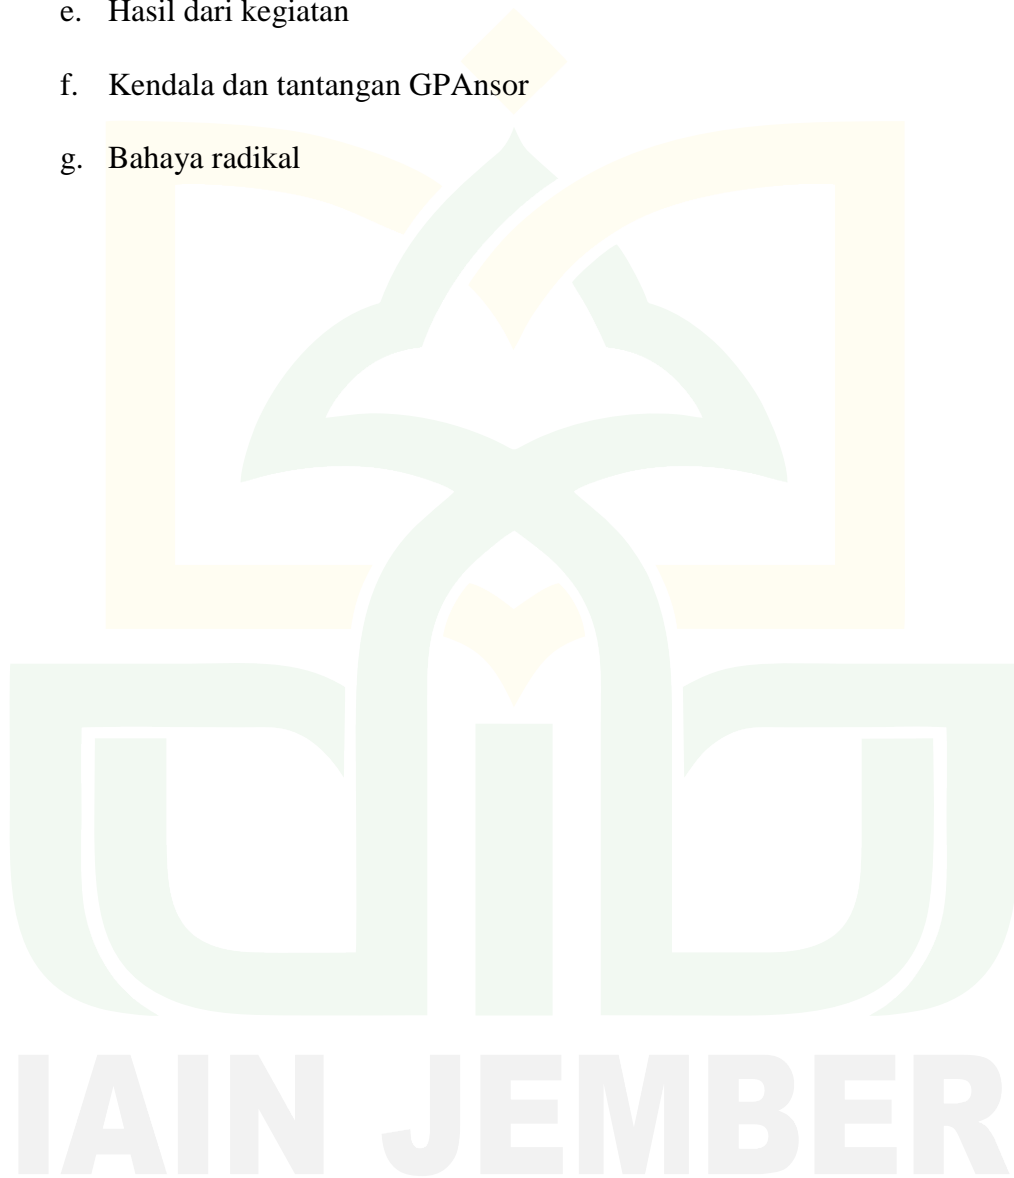 e. Hasil dari kegiatan
f. Kendala dan tantangan GPAnsor
g. Bahaya radikal
IAIN JEMBER